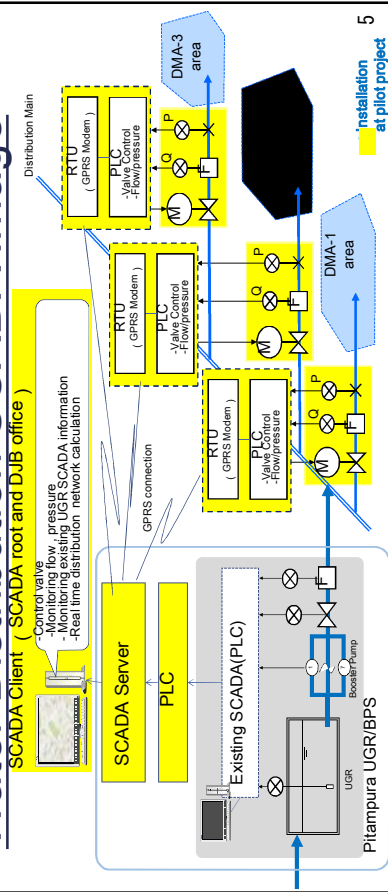 SCADA Client ( SCADA root and DJB office )
-Control valve
-Monitoring flow , pressure
- Monitoring existing UGR SCADA information
-Real time distribution network calculation
SCADA Server
PLC
Existing SCADA(PLC)
UGR
Booster Pump
F
Pitampura UGR/BPS
GPRS connection
Distribution Main
RTU
( GPRS Modem )
PLC
-Valve Control
-Flow/pressure
M
Q
P
F
DMA-1
area
RTU
( GPRS Modem )
PLC
-Valve Control
-Flow/pressure
M
Q
P
F
RTU
( GPRS Modem )
PLC
-Valve Control
-Flow/pressure
M
Q
P
F
DMA-3
area
Installation
at pilot project
5